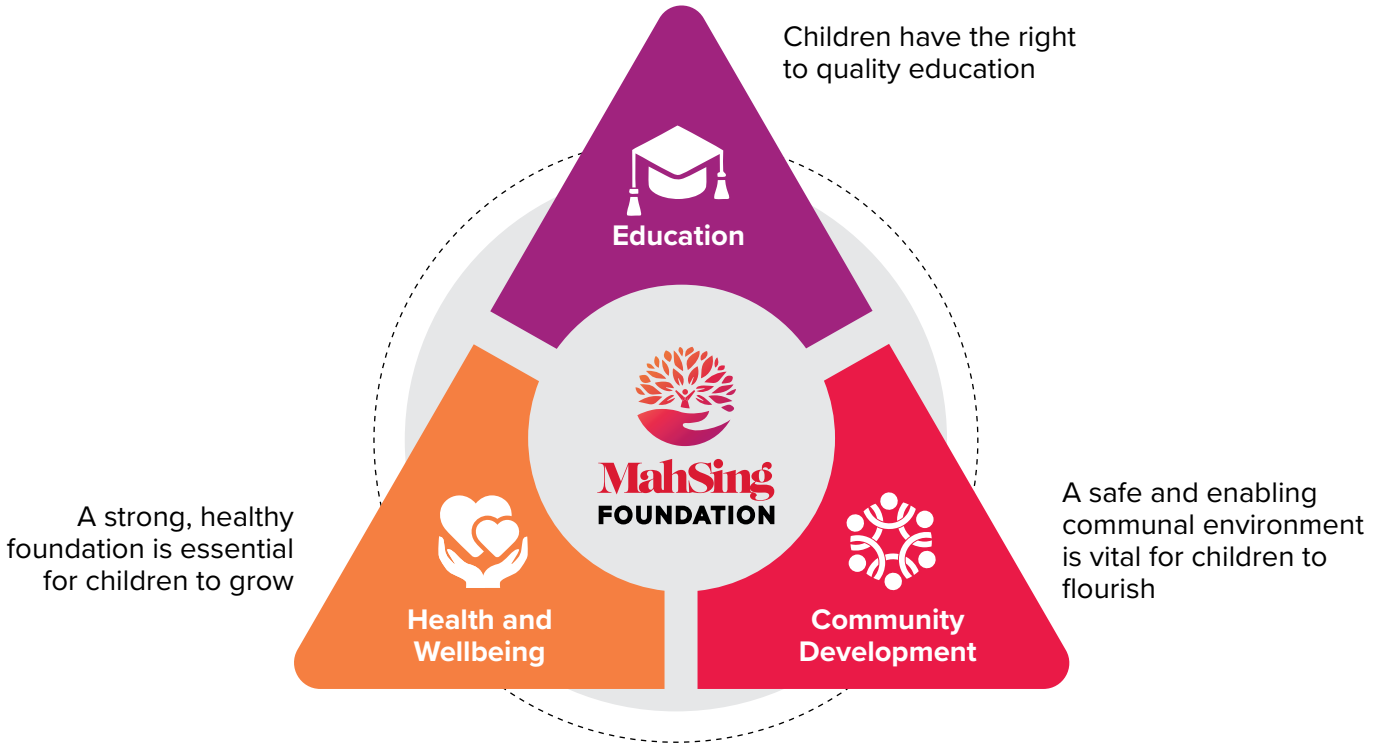 Children have the right
to quality education
Education
MahSing
FOUNDATION
A strong, healthy
foundation is essential
for children to grow
Health and
Wellbeing
A safe and enabling
communal environment
is vital for children to
flourish
Community
Development